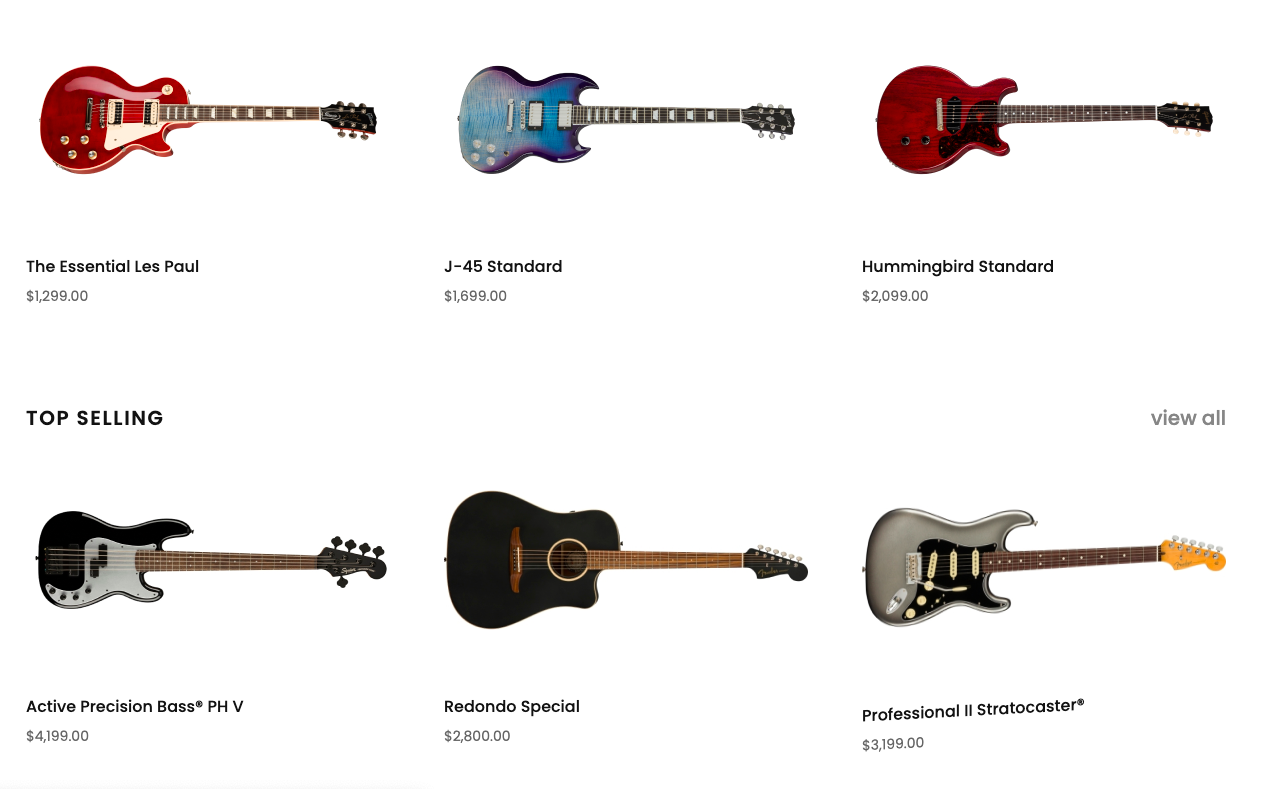 The Essential Les Paul
J-45 Standard
Hummingbird Standard
$1,299.00
$1,699.00
$2,099.00
TOP SELLING
view all
Active Precision Bass® PH V
Redondo Special
Professional II Stratocaster®
$4,199.00
$2,800.00
$3,199.00